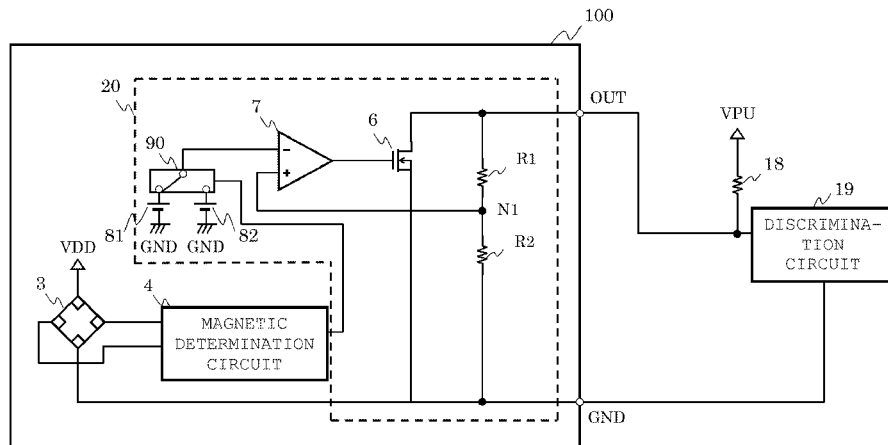 100
20
7
6
OUT
VPU
90
R1
18
−
+
19
N1
DISCRIMINA-
TION
CIRCUIT
81
GND
GND
82
R2
VDD
3
4
MAGNETIC
DETERMINATION
CIRCUIT
GND